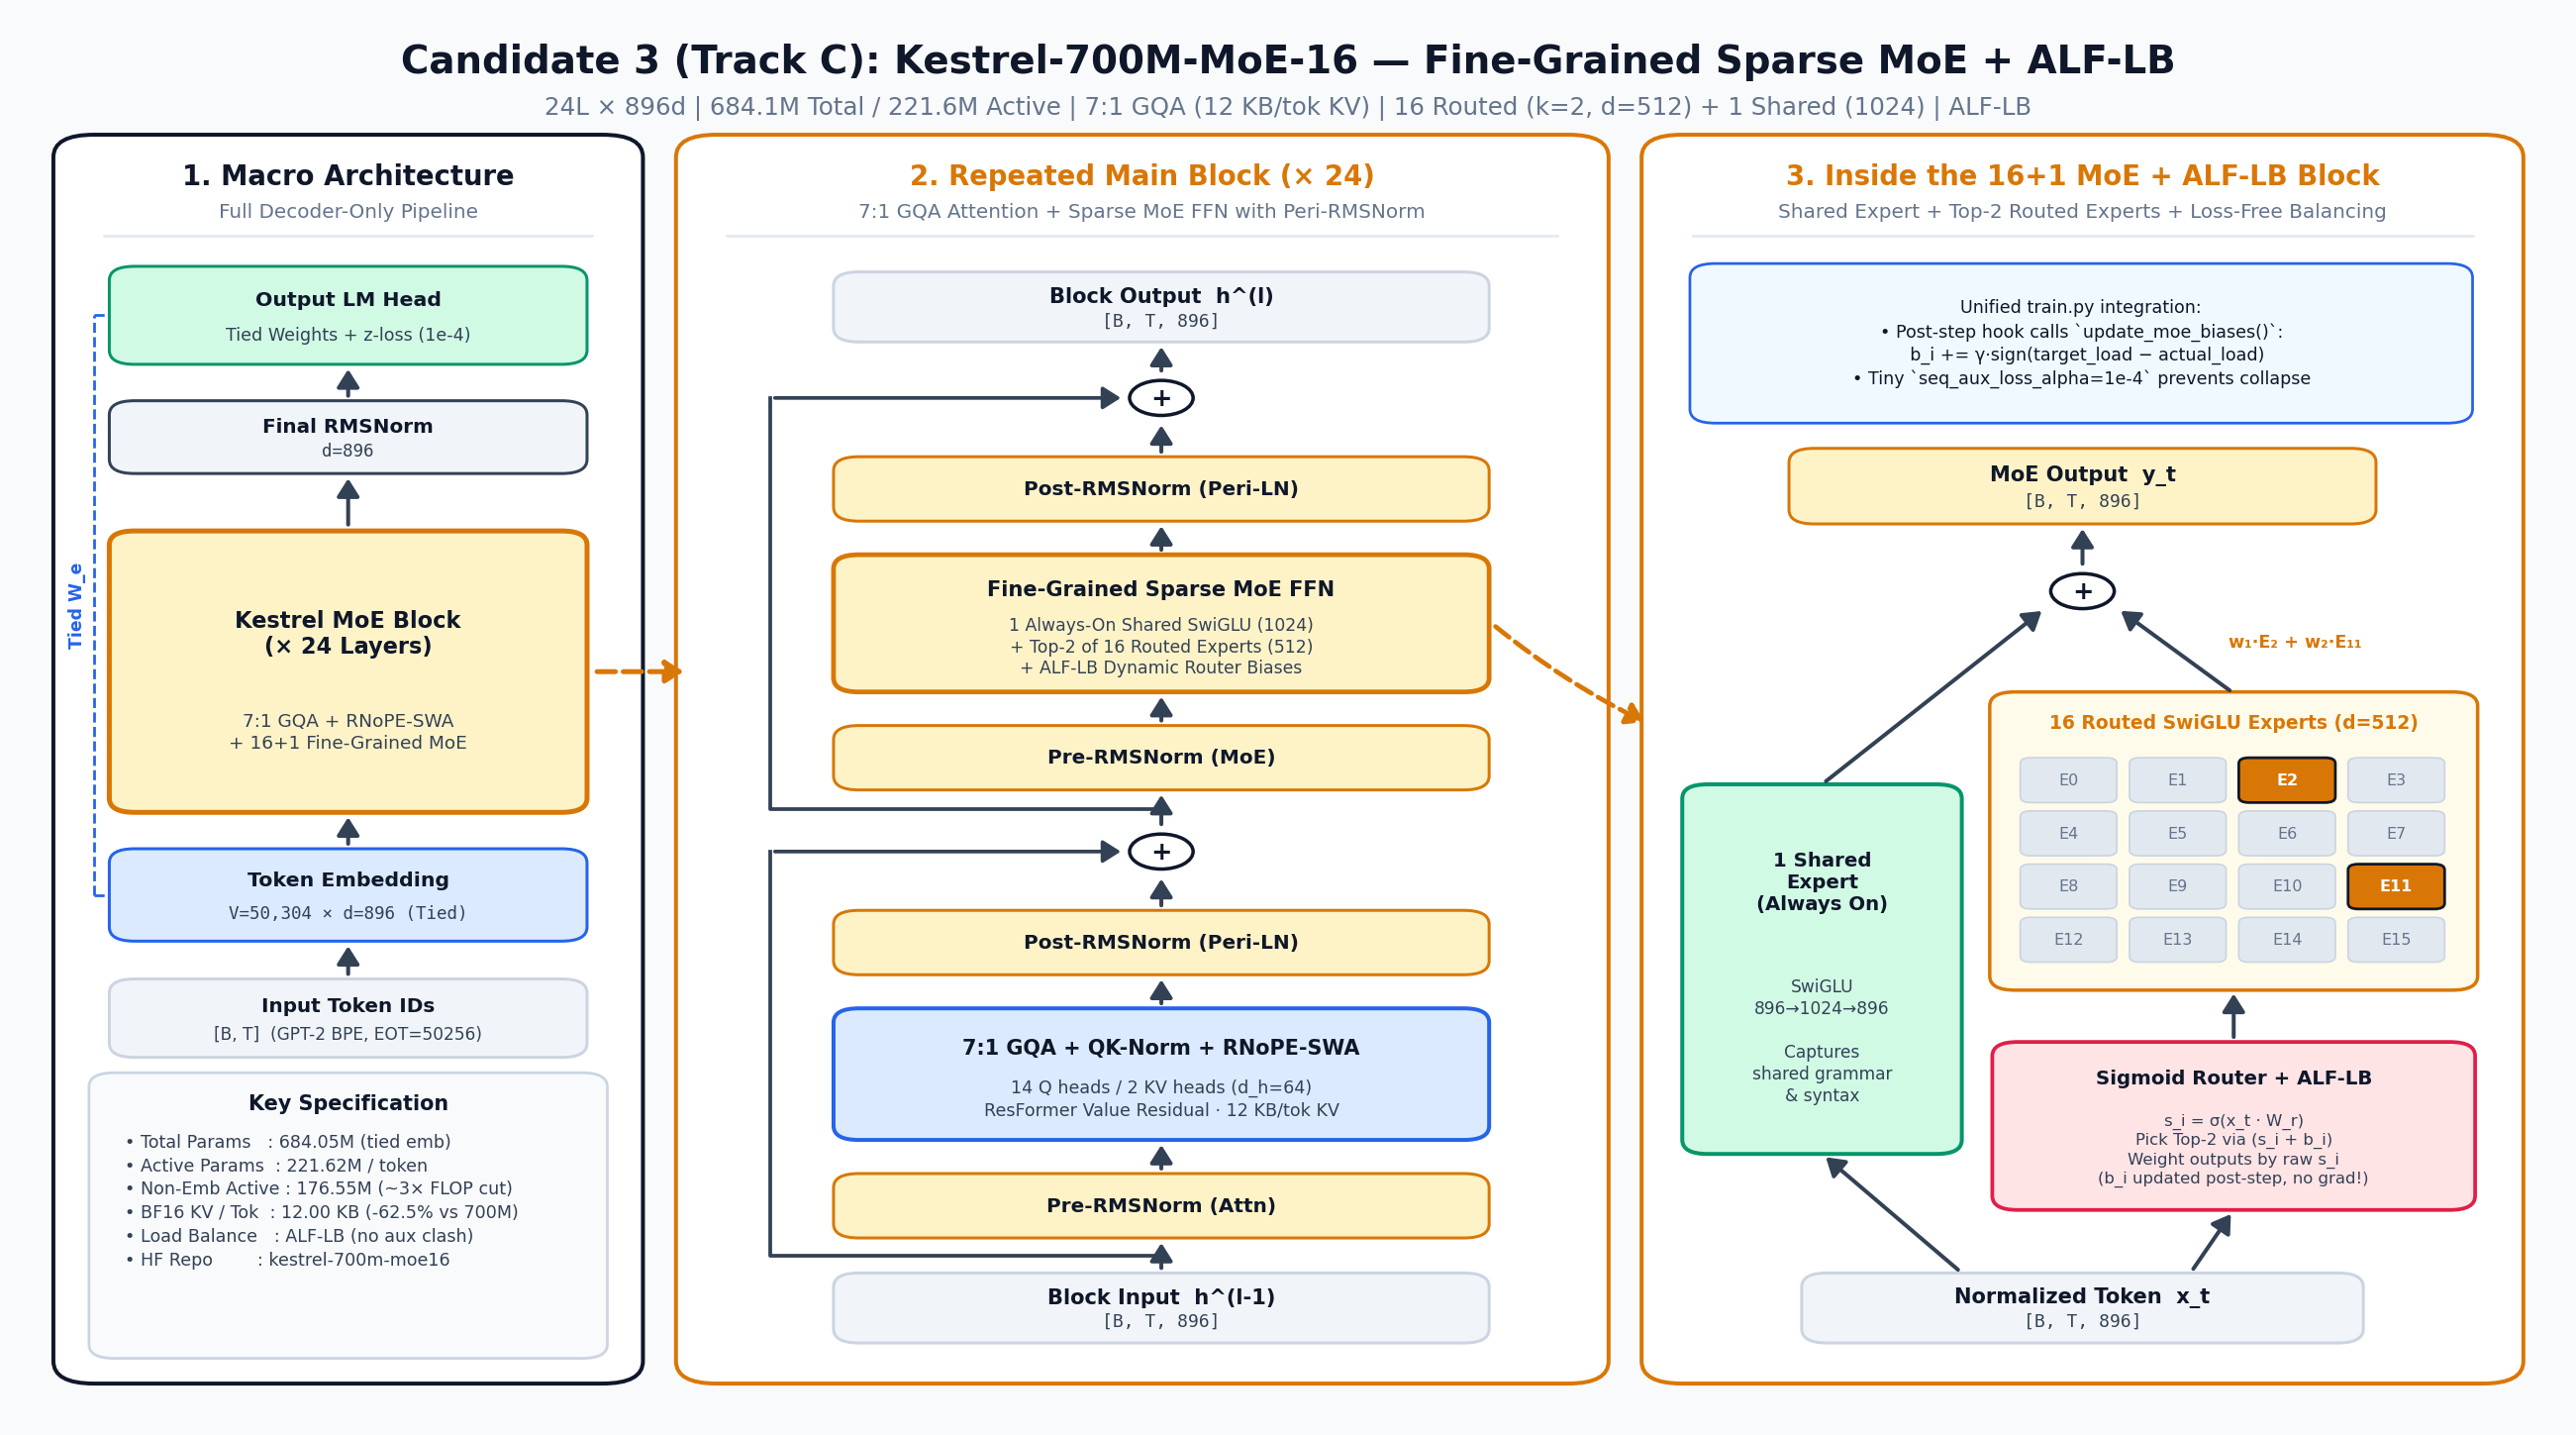 Candidate 3 (Track C): Kestrel-700M-MoE-16 — Fine-Grained Sparse MoE + ALF-LB
24L × 896d | 684.1M Total / 221.6M Active | 7:1 GQA (12 KB/tok KV) | 16 Routed (k=2, d=512) + 1 Shared (1024) | ALF-LB
1. Macro Architecture
Full Decoder-Only Pipeline
Output LM Head
Tied Weights + z-loss (1e-4)
Final RMSNorm
d=896
Tied W_e
Kestrel MoE Block
(× 24 Layers)
7:1 GQA + RNoPE-SWA
+ 16+1 Fine-Grained MoE
Token Embedding
V=50,304 × d=896 (Tied)
Input Token IDs
[B, T] (GPT-2 BPE, EOT=50256)
Key Specification
• Total Params : 684.05M (tied emb)
• Active Params : 221.62M / token
• Non-Emb Active : 176.55M (~3× FLOP cut)
• BF16 KV / Tok : 12.00 KB (-62.5% vs 700M)
• Load Balance : ALF-LB (no aux clash)
• HF Repo : kestrel-700m-moe16
2. Repeated Main Block (× 24)
7:1 GQA Attention + Sparse MoE FFN with Peri-RMSNorm
Block Output h^(l)
[B, T, 896]
+
Post-RMSNorm (Peri-LN)
Fine-Grained Sparse MoE FFN
1 Always-On Shared SwiGLU (1024)
+ Top-2 of 16 Routed Experts (512)
+ ALF-LB Dynamic Router Biases
Pre-RMSNorm (MoE)
+
Post-RMSNorm (Peri-LN)
7:1 GQA + QK-Norm + RNoPE-SWA
14 Q heads / 2 KV heads (d_h=64)
ResFormer Value Residual · 12 KB/tok KV
Pre-RMSNorm (Attn)
Block Input h^(l-1)
[B, T, 896]
3. Inside the 16+1 MoE + ALF-LB Block
Shared Expert + Top-2 Routed Experts + Loss-Free Balancing
Unified train.py integration:
• Post-step hook calls `update_moe_biases()`:
b_i += γ·sign(target_load − actual_load)
• Tiny `seq_aux_loss_alpha=1e-4` prevents collapse
MoE Output y_t
[B, T, 896]
+
w₁·E₂ + w₂·E₁₁
16 Routed SwiGLU Experts (d=512)
E0 E1 E2 E3
E4 E5 E6 E7
E8 E9 E10 E11
E12 E13 E14 E15
1 Shared
Expert
(Always On)
SwiGLU
896→1024→896
Captures
shared grammar
& syntax
Sigmoid Router + ALF-LB
s_i = σ(x_t · W_r)
Pick Top-2 via (s_i + b_i)
Weight outputs by raw s_i
(b_i updated post-step, no grad!)
Normalized Token x_t
[B, T, 896]